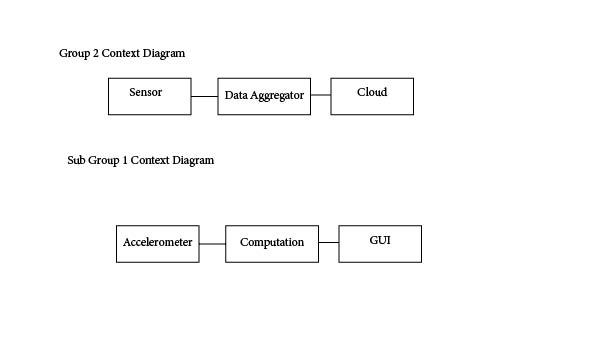 Group 2 Context Diagram
Sensor
Data Aggregator
Cloud
Sub Group 1 Context Diagram
Accelerometer
Computation
GUI